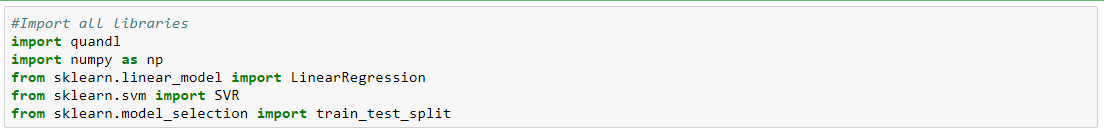 #Import all libraries
import quandl
import numpy as np
from sklearn.linear_model import LinearRegression
from sklearn.svm import SVR
from sklearn.model_selection import train_test_split